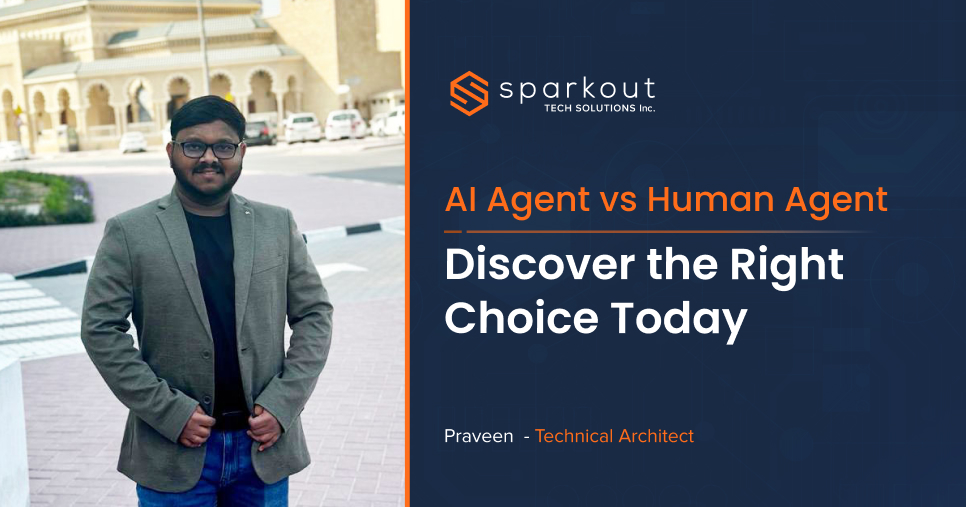 sparkout
TECH SOLUTIONS Inc.
AI Agent vs Human Agent
Discover the Right
Choice Today
Praveen - Technical Architect